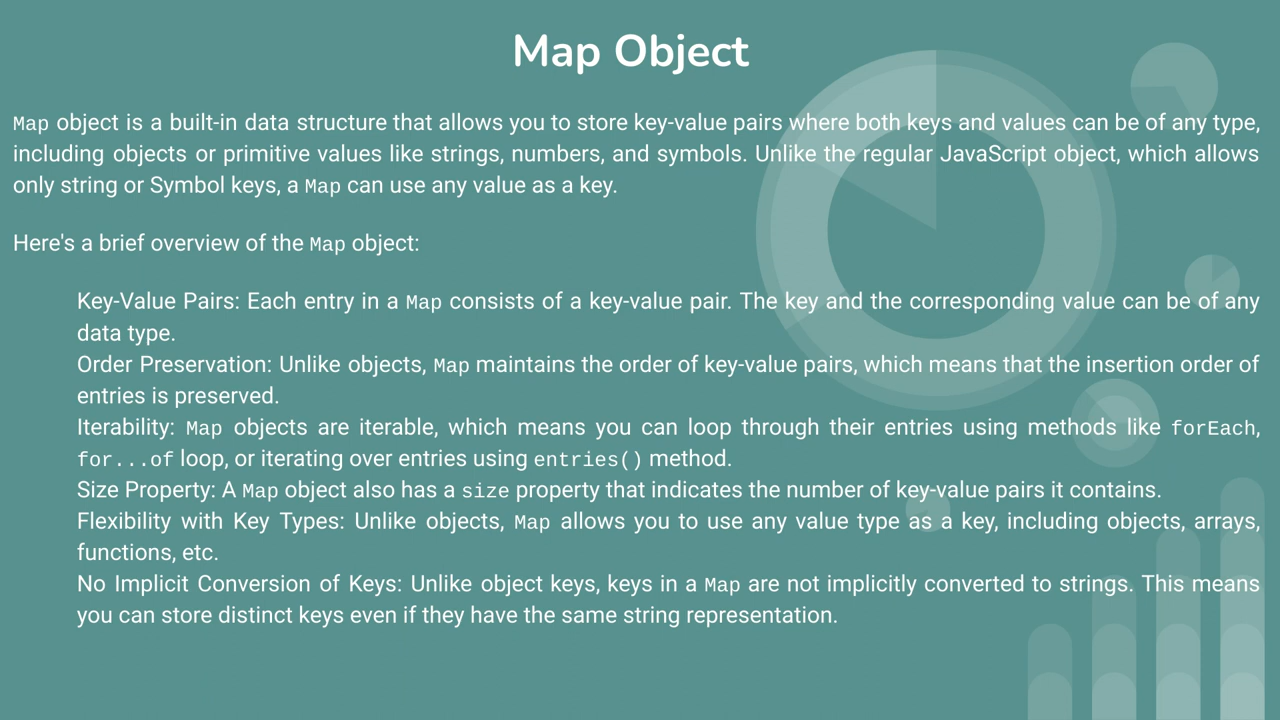 Map Object
Map object is a built-in data structure that allows you to store key-value pairs where both keys and values can be of any type,
including objects or primitive values like strings, numbers, and symbols. Unlike the regular JavaScript object, which allows
only string or Symbol keys, a Map can use any value as a key.
Here's a brief overview of the Map object:
Key-Value Pairs: Each entry in a Map consists of a key-value pair. The key and the corresponding value can be of any
data type.
Order Preservation: Unlike objects, Map maintains the order of key-value pairs, which means that the insertion order of
entries is preserved.
Iterability: Map objects are iterable, which means you can loop through their entries using methods like forEach,
for...of loop, or iterating over entries using entries() method.
Size Property: A Map object also has a size property that indicates the number of key-value pairs it contains.
Flexibility with Key Types: Unlike objects, Map allows you to use any value type as a key, including objects, arrays,
functions, etc.
No Implicit Conversion of Keys: Unlike object keys, keys in a Map are not implicitly converted to strings. This means
you can store distinct keys even if they have the same string representation.